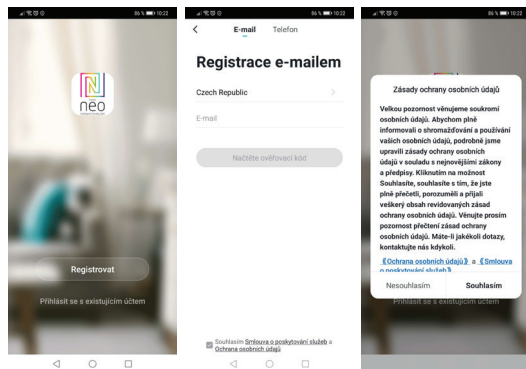 86 % 10:22
nēo
Registrovat
Přihlásit se s existujícím účtem
86 % 10:22
E-mail Telefon
Registrace e-mailem
Czech Republic
E-mail
Načtěte ověřovací kód
Souhlasím Smlouva o poskytování služeb a
Ochrana osobních údajů
86 % 10:22
Zásady ochrany osobních údajů
Velkou pozornost věnujeme soukromí
osobních údajů. Abychom plně
informovali o shromažďování a používání
vašich osobních údajů, podrobně jsme
upravili zásady ochrany osobních
údajů v souladu s nejnovějšími zákony
a předpisy. Kliknutím na možnost
Souhlasíte, souhlasíte s tím, že jste
plně přečetli, porozuměli a přijali
veškerý obsah revidovaných zásad
ochrany osobních údajů. Věnujte prosím
pozornost přečtení zásad ochrany
osobních údajů. Máte-li jakékoli dotazy,
kontaktujte nás kdykoli.
《Ochrana osobních údajů》 a 《Smlouva
o poskytování služeb》
Nesouhlasím Souhlasím
Přihlásit se s existujícím účtem